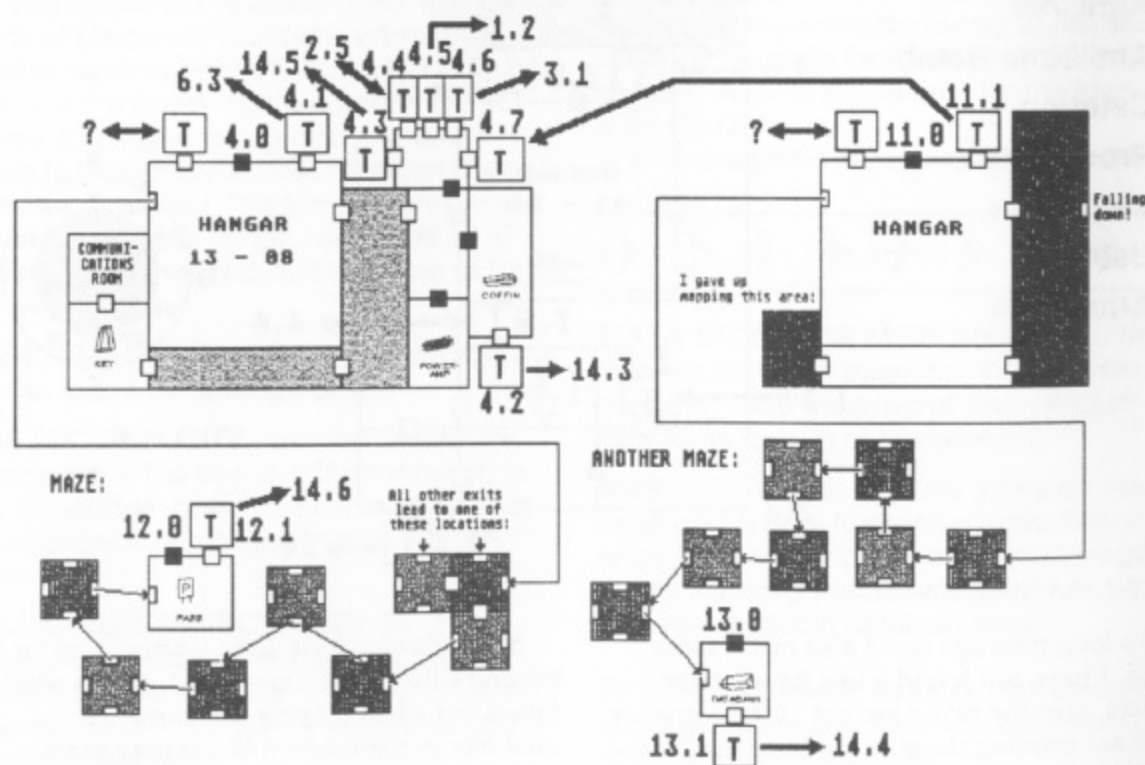 1.2
2.5
4.5
14.5
4.4
4.6
6.3
4.1
3.1
11.1
4.3
4.7
?
T
4.0
T
T
T
T
T
T
?
T
11.0
T
HANGAR
13 - 08
COMMUNI-
CATIONS
ROOM
KEY
COFFIN
POWER-
AMP
T
14.3
4.2
HANGAR
Falling
down!
I gave up
mapping this area!
MAZE:
14.6
12.0
T
12.1
P
PASS
All other exits
lead to one of
these locations!
ANOTHER MAZE:
13.0
13.1
T
14.4